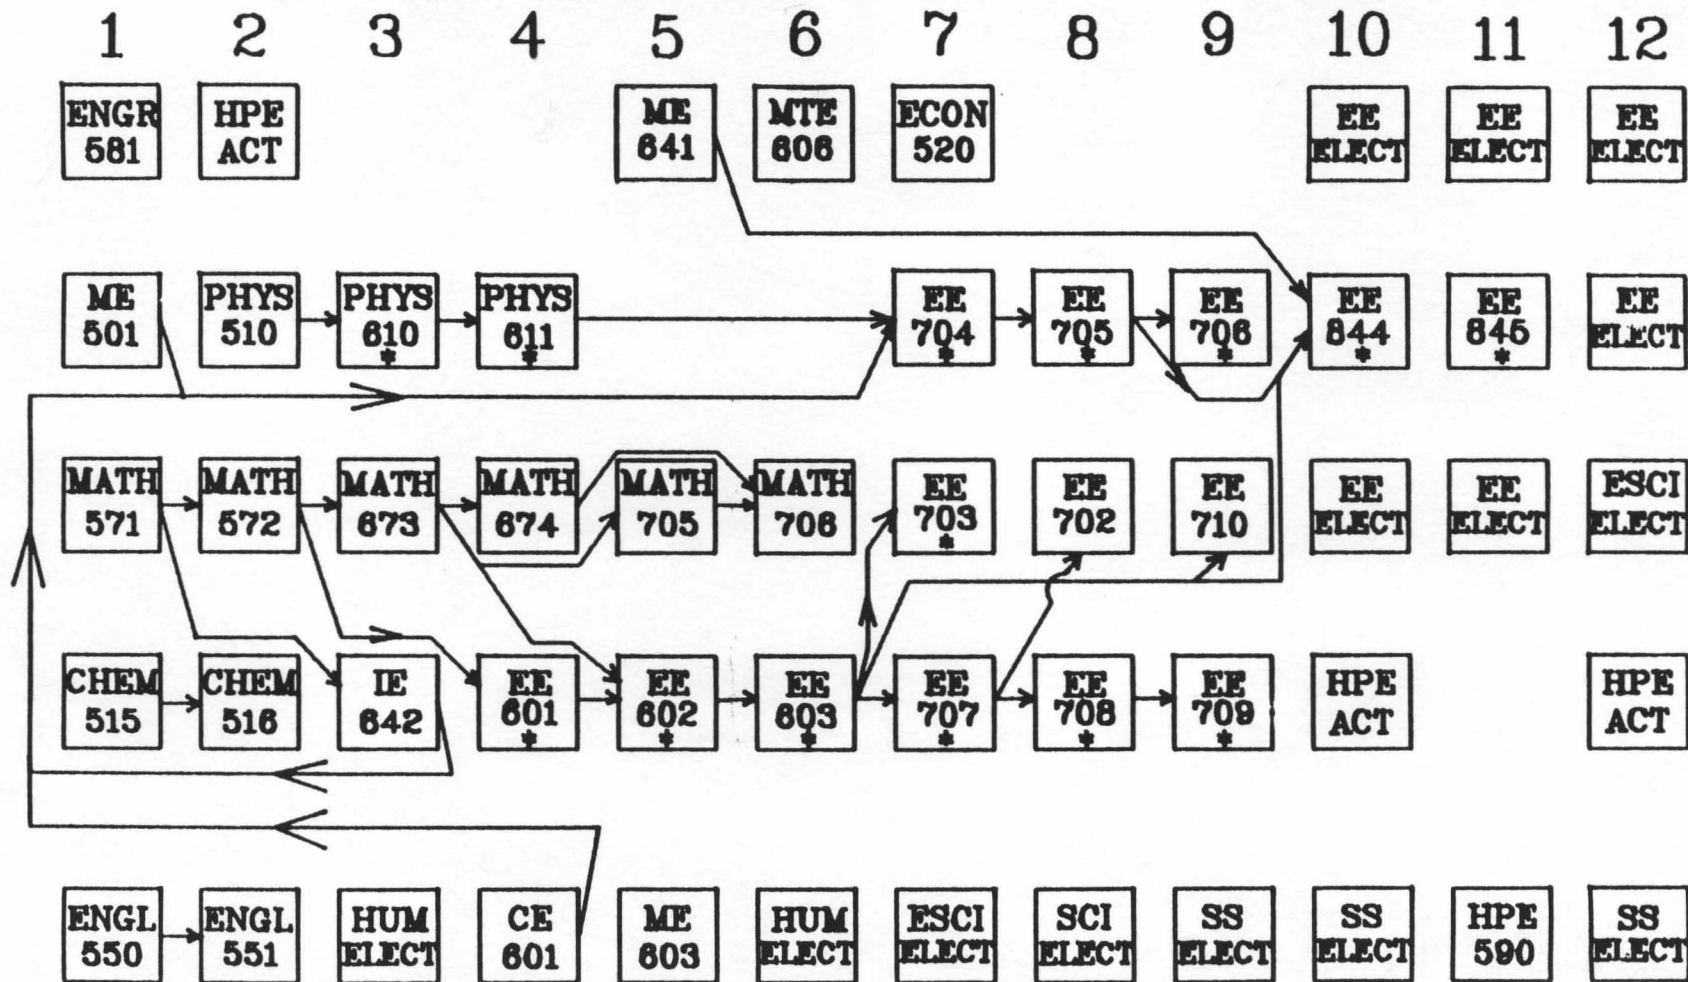 1 2 3 4 5 6 7 8 9 10 11 12
ENGR HPE ME MTE ECON EE EE EE
581 ACT 641 606 520 ELECT ELECT ELECT
ME PHYS PHYS PHYS EE EE EE EE EE EE
501 510 610 611 704 705 706 844 845 ELECT
* * * * * * *
MATH MATH MATH MATH MATH MATH EE EE EE EE EE ESCI
571 572 673 674 705 706 703 702 710 ELECT ELECT ELECT
*
CHEM CHEM IE EE EE EE EE EE EE HPE HPE
515 516 642 601 602 603 707 708 709 ACT ACT
* * * * * *
ENGL ENGL HUM CE ME HUM ESCI SCI SS SS HPE SS
550 551 ELECT 601 603 ELECT ELECT ELECT ELECT ELECT 590 ELECT